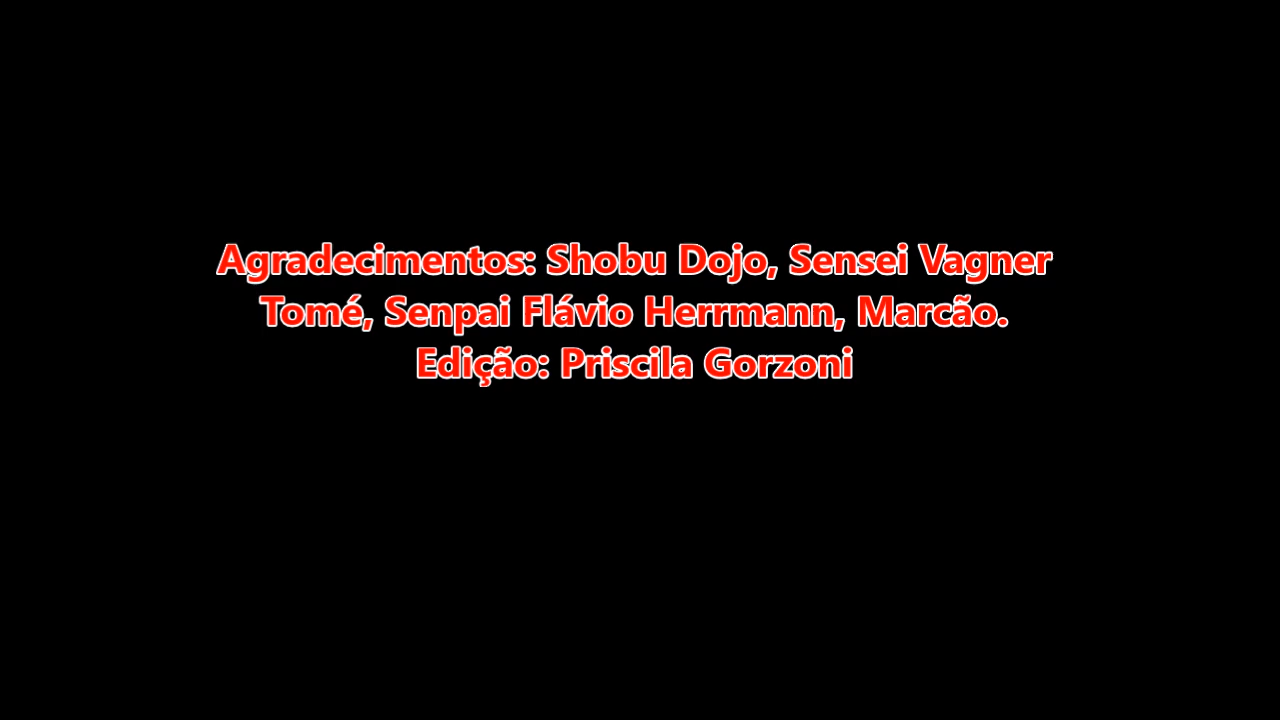 Agradecimentos: Shobu Dojo, Sensei Vagner
Tomé, Senpai Flávio Herrmann, Marcão.
Edição: Priscila Gorzoni